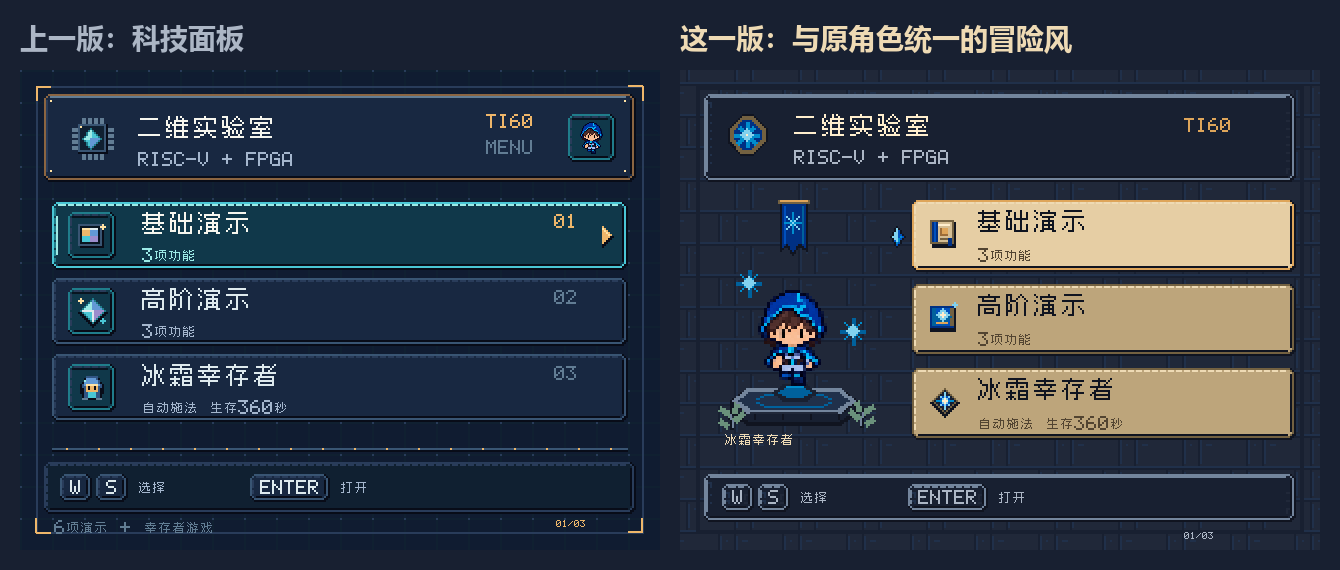 上一版：科技面板
二维实验室
RISC-V + FPGA
TI60
MENU
基础演示
3项功能
01
高阶演示
3项功能
02
冰霜幸存者
自动施法 生存360秒
03
W S 选择 ENTER 打开
6项演示 + 幸存者游戏
01/03
这一版：与原角色统一的冒险风
二维实验室
RISC-V + FPGA
TI60
基础演示
3项功能
高阶演示
3项功能
冰霜幸存者
自动施法 生存360秒
冰霜幸存者
W S 选择 ENTER 打开
01/03